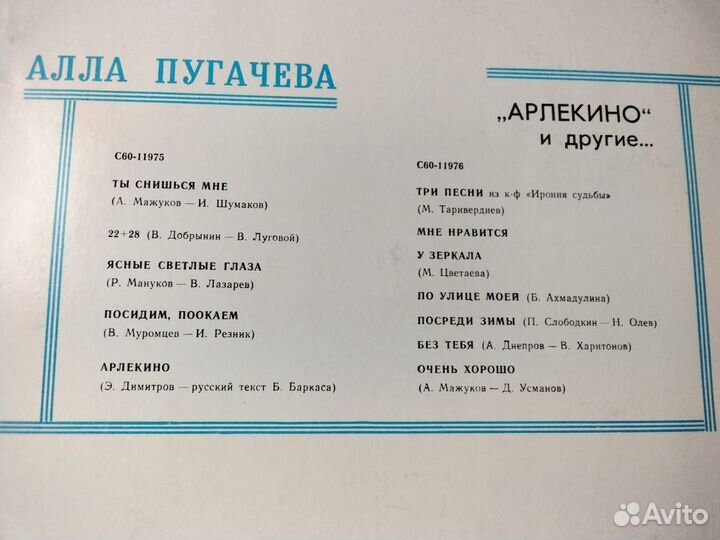 АЛЛА ПУГАЧЕВА
„АРЛЕКИНО“
и другие...
С60-11975
ТЫ СНИШЬСЯ МНЕ
(А. Мажуков — И. Шумаков)
22+28 (В. Добрынин — В. Луговой)
ЯСНЫЕ СВЕТЛЫЕ ГЛАЗА
(Р. Мануков — В. Лазарев)
ПОСИДИМ, ПООКАЕМ
(В. Муромцев — И. Резник)
АРЛЕКИНО
(Э. Димитров — русский текст Б. Баркаса)
С60-11976
ТРИ ПЕСНИ из к-ф «Ирония судьбы»
(М. Таривердиев)
МНЕ НРАВИТСЯ
У ЗЕРКАЛА
(М. Цветаева)
ПО УЛИЦЕ МОЕЙ (Б. Ахмадулина)
ПОСРЕДИ ЗИМЫ (П. Слободкин — Н. Олев)
БЕЗ ТЕБЯ (А. Днепров — В. Харитонов)
ОЧЕНЬ ХОРОШО
(А. Мажуков — Д. Усманов)
Avito